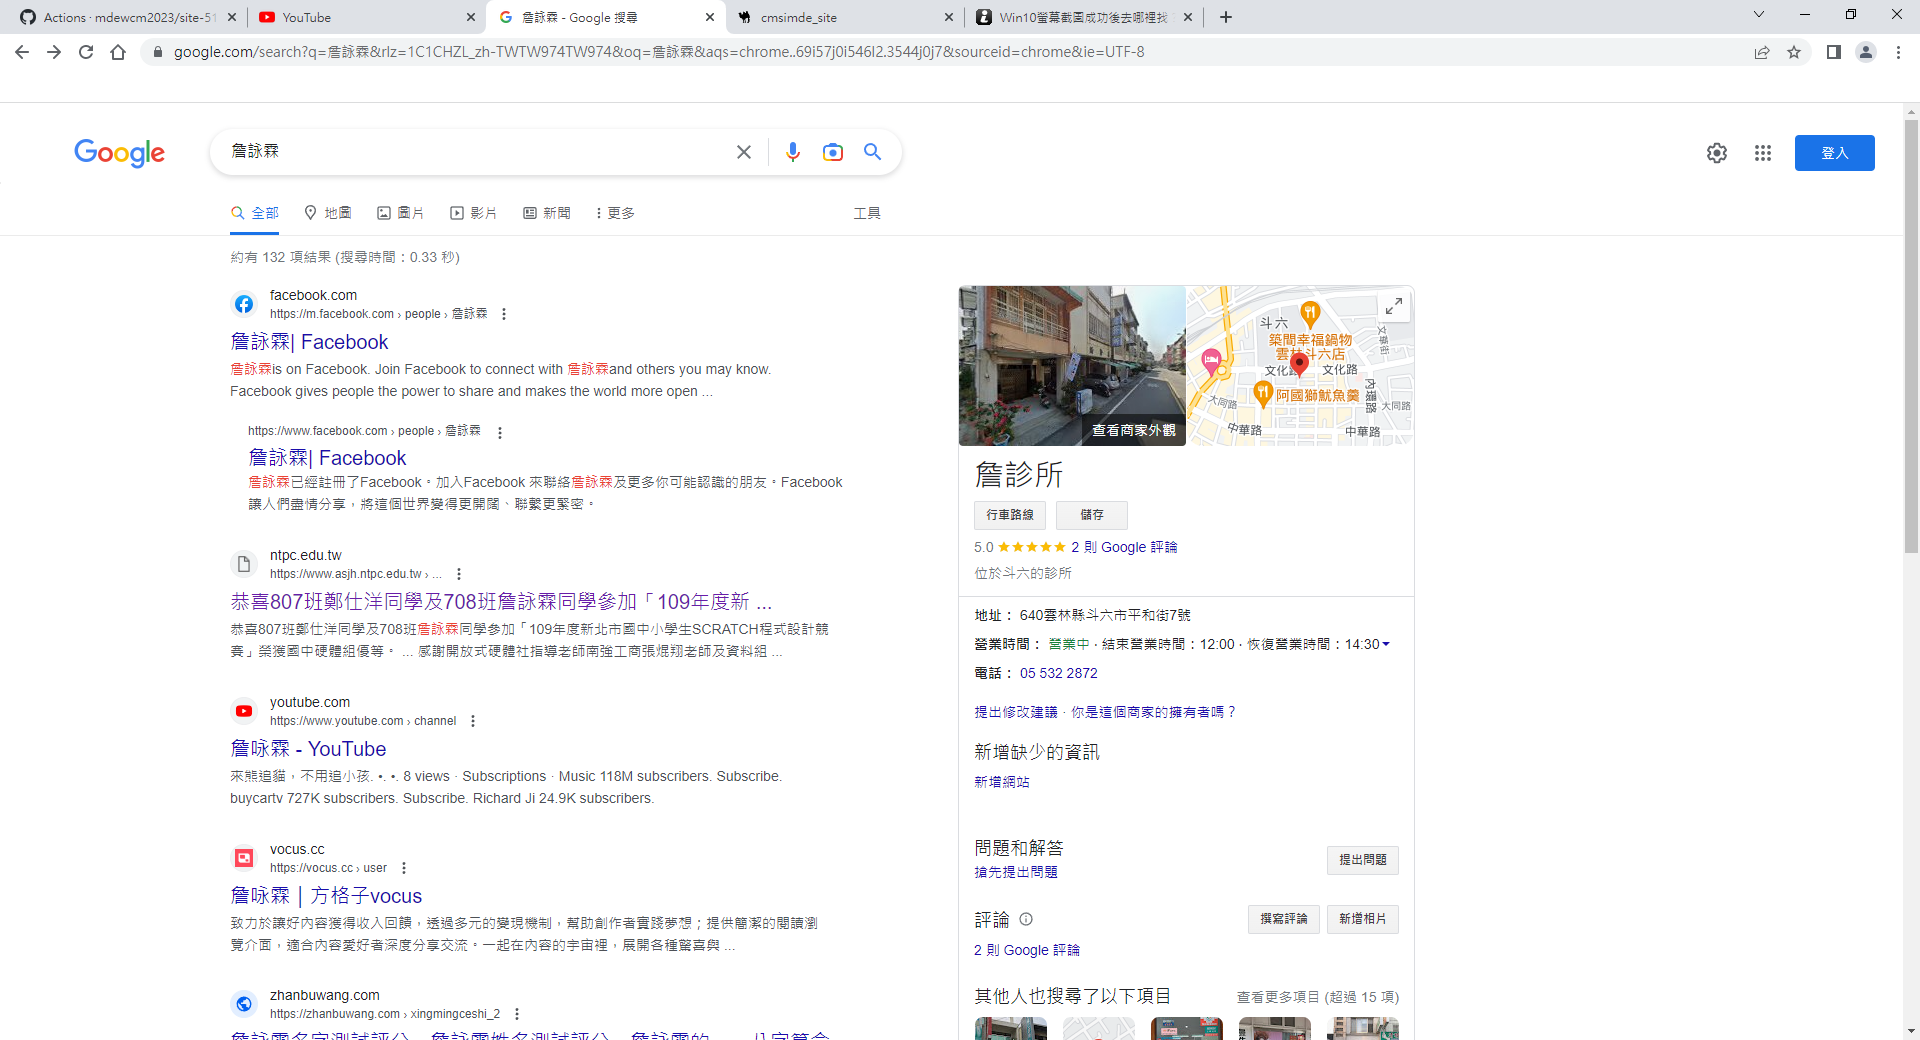 Actions · mdewcm2023/site-51
YouTube
詹詠霖 - Google 搜尋
cmsimde_site
Win10螢幕截圖成功後去哪裡找
google.com/search?q=詹詠霖&rlz=1C1CHZL_zh-TWTW974TW974&oq=詹詠霖&aqs=chrome..69i57j0i546l2.3544j0j7&sourceid=chrome&ie=UTF-8
Google
詹詠霖
登入
全部
地圖
圖片
影片
新聞
更多
工具
約有 132 項結果 (搜尋時間：0.33 秒)
facebook.com
https://m.facebook.com › people › 詹詠霖
詹詠霖| Facebook
詹詠霖is on Facebook. Join Facebook to connect with 詹詠霖and others you may know.
Facebook gives people the power to share and makes the world more open ...
https://www.facebook.com › people › 詹詠霖
詹詠霖| Facebook
詹詠霖已經註冊了Facebook。加入Facebook 來聯絡詹詠霖及更多你可能認識的朋友。Facebook
讓人們盡情分享，將這個世界變得更開闊、聯繫更緊密。
ntpc.edu.tw
https://www.asjh.ntpc.edu.tw › ...
恭喜807班鄭仕洋同學及708班詹詠霖同學參加「109年度新 ...
恭喜807班鄭仕洋同學及708班詹詠霖同學參加「109年度新北市國中小學生SCRATCH程式設計競
賽」榮獲國中硬體組優等。 ... 感謝開放式硬體社指導老師南強工商張焜翔老師及資料組 ...
youtube.com
https://www.youtube.com › channel
詹咏霖 - YouTube
來熊追貓，不用追小孩. •. •. 8 views · Subscriptions · Music 118M subscribers. Subscribe.
buycartv 727K subscribers. Subscribe. Richard Ji 24.9K subscribers.
vocus.cc
https://vocus.cc › user
詹咏霖｜方格子vocus
致力於讓好內容獲得收入回饋，透過多元的變現機制，幫助創作者實踐夢想；提供簡潔的閱讀瀏
覽介面，適合內容愛好者深度分享交流。一起在內容的宇宙裡，展開各種驚喜與 ...
zhanbuwang.com
https://zhanbuwang.com › xingmingceshi_2
查看商家外觀
斗六
築間幸福鍋物
雲林斗六店
文化路
文化路
阿國獅魷魚羹
大同路
大同路
中華路
中華路
詹診所
行車路線
儲存
5.0 ★★★★★ 2 則 Google 評論
位於斗六的診所
地址： 640雲林縣斗六市平和街7號
營業時間： 營業中 · 結束營業時間：12:00 · 恢復營業時間：14:30
電話： 05 532 2872
提出修改建議 · 你是這個商家的擁有者嗎？
新增缺少的資訊
新增網站
問題和解答
搶先提出問題
提出問題
評論
撰寫評論
新增相片
2 則 Google 評論
其他人也搜尋了以下項目
查看更多項目 (超過 15 項)